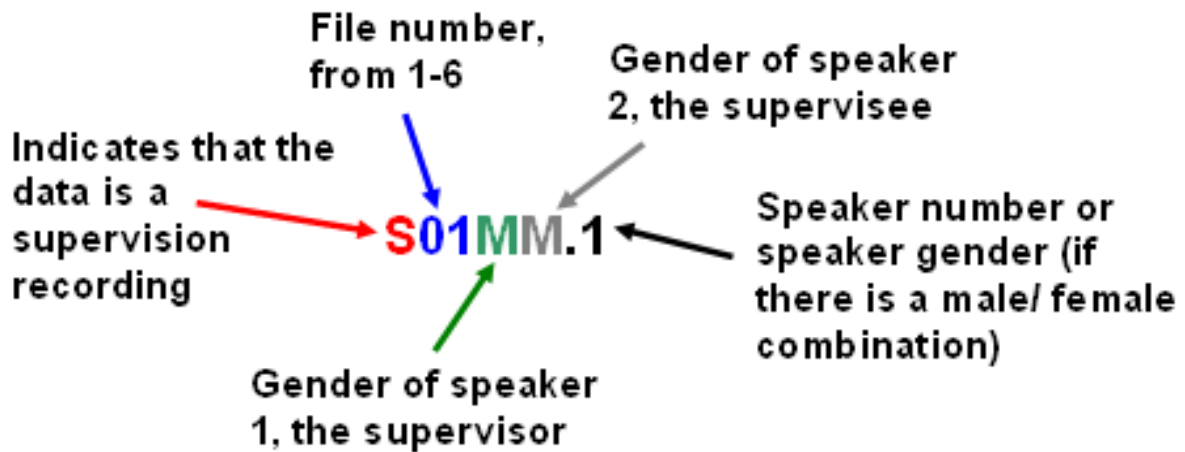 File number,
from 1-6
Gender of speaker
2, the supervisee
Indicates that the
data is a
supervision
recording
S01MM.1
Speaker number or
speaker gender (if
there is a male/ female
combination)
Gender of speaker
1, the supervisor